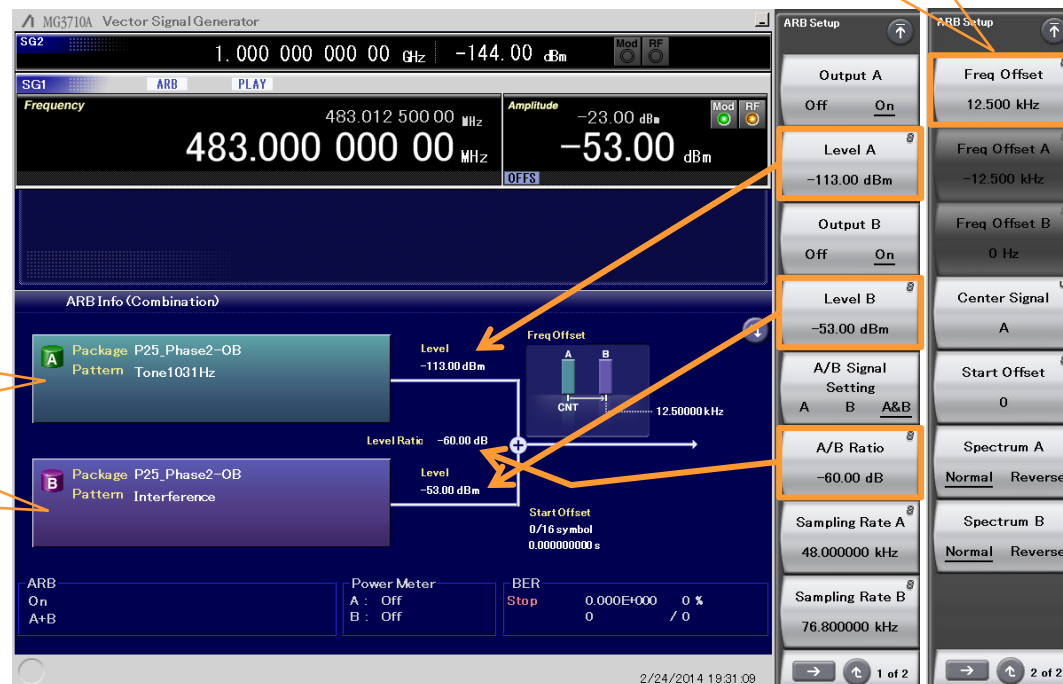 MG3710A Vector Signal Generator
SG2
1. 000 000 000 00 GHz -144. 00 dBm Mod RF
SG1 ARB PLAY
Frequency
483.012 500 00 MHz
483.000 000 00 MHz
Amplitude
-23.00 dBm
-53.00 dBm
Mod RF
OFFS
ARB Info (Combination)
A Package P25_Phase2-OB
Pattern Tone1031Hz
Level
-113.00 dBm
Freq Offset
A B
CNT
12.50000 kHz
Level Ratio -60.00 dB
B Package P25_Phase2-OB
Pattern Interference
Level
-53.00 dBm
Start Offset
0/16 symbol
0.000000000 s
ARB
On
A+B
Power Meter
A : Off
B : Off
BER
Stop 0.000E+000 0 %
0 / 0
2/24/2014 19:31:09
ARB Setup
Output A
Off On
Level A
-113.00 dBm
Output B
Off On
Level B
-53.00 dBm
A/B Signal
Setting
A B A&B
A/B Ratio
-60.00 dB
Sampling Rate A
48.000000 kHz
Sampling Rate B
76.800000 kHz
1 of 2
ARB Setup
Freq Offset
12.500 kHz
Freq Offset A
-12.500 kHz
Freq Offset B
0 Hz
Center Signal
A
Start Offset
0
Spectrum A
Normal Reverse
Spectrum B
Normal Reverse
2 of 2